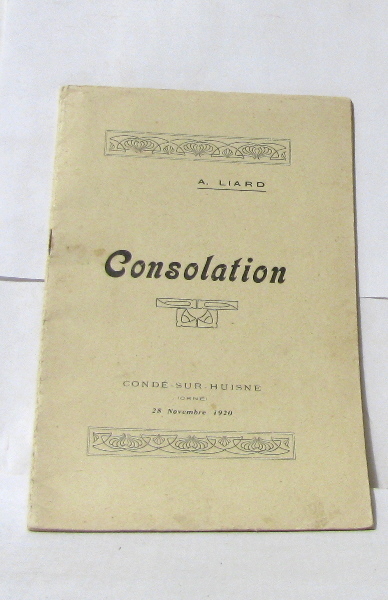 A. LIARD
Consolation
CONDÉ-SUR-HUISNE
(ORNE)
28 Novembre 1920